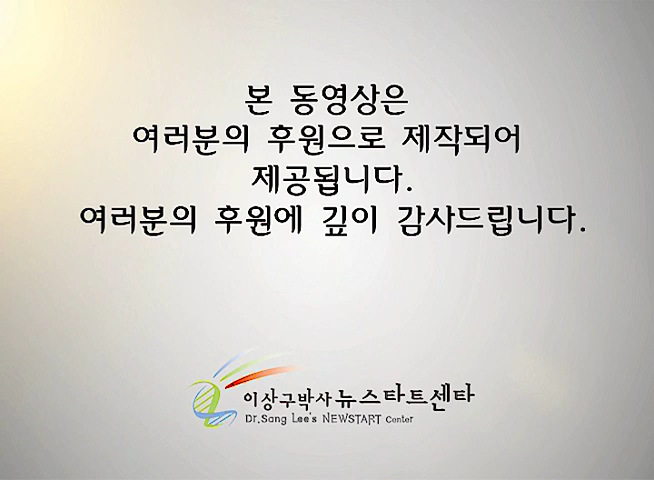 본 동영상은
여러분의 후원으로 제작되어
제공됩니다.
여러분의 후원에 깊이 감사드립니다.
이상구박사 뉴스타트센타
Dr.Sang Lee's NEWSTART Center